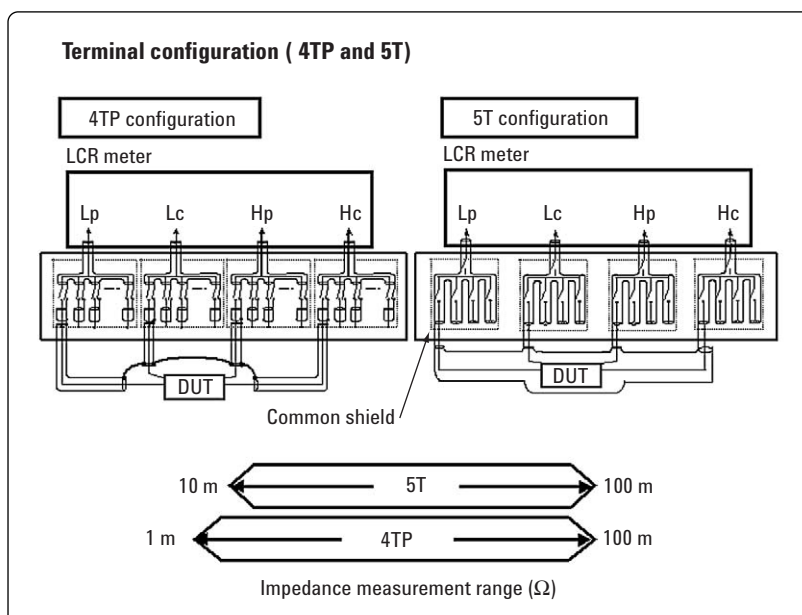 Terminal configuration ( 4TP and 5T)
4TP configuration
5T configuration
LCR meter
LCR meter
Lp Lc Hp Hc
Lp Lc Hp Hc
DUT
DUT
Common shield
10 m 5T 100 m
1 m 4TP 100 m
Impedance measurement range (Ω)